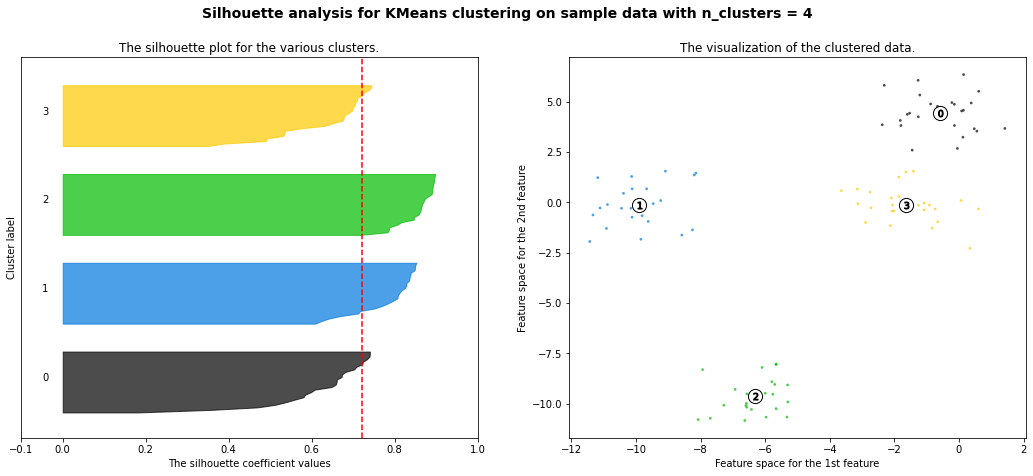 Silhouette analysis for KMeans clustering on sample data with n_clusters = 4
The silhouette plot for the various clusters.
Cluster label
3
2
1
0
−0.1 0.0 0.2 0.4 0.6 0.8 1.0
The silhouette coefficient values
The visualization of the clustered data.
Feature space for the 2nd feature
5.0
2.5
0.0
−2.5
−5.0
−7.5
−10.0
0
1
3
2
−12 −10 −8 −6 −4 −2 0 2
Feature space for the 1st feature